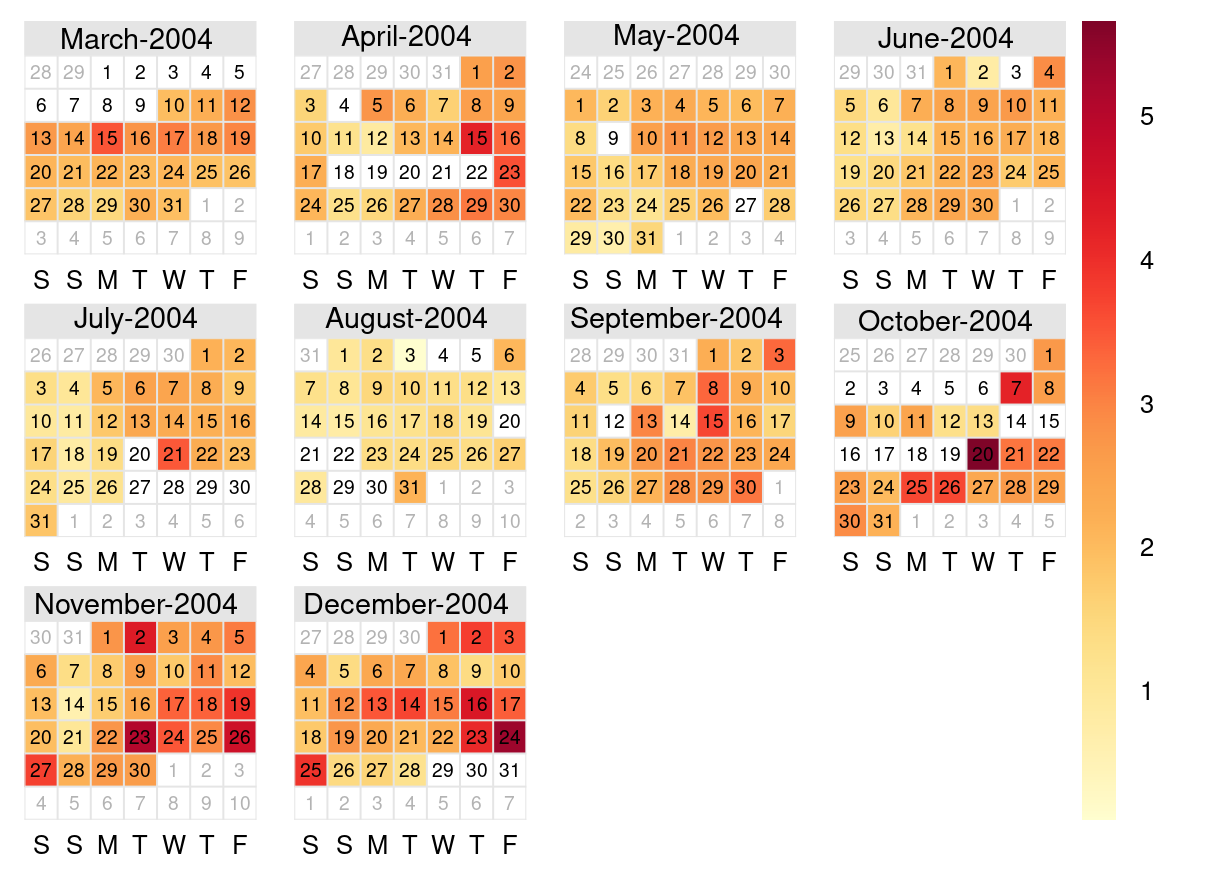 March-2004 April-2004 May-2004 June-2004
28 29 1 2 3 4 5 27 28 29 30 31 1 2 24 25 26 27 28 29 30 29 30 31 1 2 3 4
6 7 8 9 10 11 12 3 4 5 6 7 8 9 1 2 3 4 5 6 7 5 6 7 8 9 10 11
5
13 14 15 16 17 18 19 10 11 12 13 14 15 16 8 9 10 11 12 13 14 12 13 14 15 16 17 18
20 21 22 23 24 25 26 17 18 19 20 21 22 23 15 16 17 18 19 20 21 19 20 21 22 23 24 25
27 28 29 30 31 1 2 24 25 26 27 28 29 30 22 23 24 25 26 27 28 26 27 28 29 30 1 2
3 4 5 6 7 8 9 1 2 3 4 5 6 7 29 30 31 1 2 3 4 3 4 5 6 7 8 9
4
S S M T W T F S S M T W T F S S M T W T F S S M T W T F
July-2004 August-2004 September-2004 October-2004
26 27 28 29 30 1 2 31 1 2 3 4 5 6 28 29 30 31 1 2 3 25 26 27 28 29 30 1
3 4 5 6 7 8 9 7 8 9 10 11 12 13 4 5 6 7 8 9 10 2 3 4 5 6 7 8
3
10 11 12 13 14 15 16 14 15 16 17 18 19 20 11 12 13 14 15 16 17 9 10 11 12 13 14 15
17 18 19 20 21 22 23 21 22 23 24 25 26 27 18 19 20 21 22 23 24 16 17 18 19 20 21 22
24 25 26 27 28 29 30 28 29 30 31 1 2 3 25 26 27 28 29 30 1 23 24 25 26 27 28 29
31 1 2 3 4 5 6 4 5 6 7 8 9 10 2 3 4 5 6 7 8 30 31 1 2 3 4 5
2
S S M T W T F S S M T W T F S S M T W T F S S M T W T F
November-2004 December-2004
30 31 1 2 3 4 5 27 28 29 30 1 2 3
6 7 8 9 10 11 12 4 5 6 7 8 9 10
1
13 14 15 16 17 18 19 11 12 13 14 15 16 17
20 21 22 23 24 25 26 18 19 20 21 22 23 24
27 28 29 30 1 2 3 25 26 27 28 29 30 31
4 5 6 7 8 9 10 1 2 3 4 5 6 7
S S M T W T F S S M T W T F